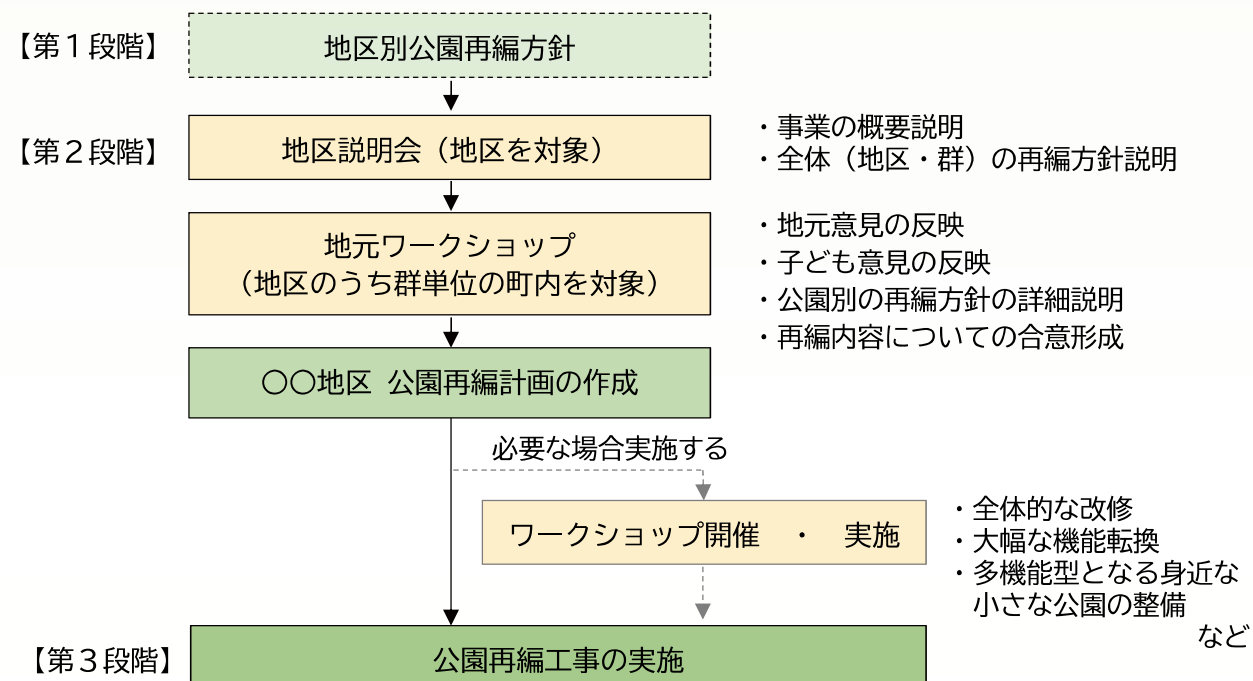 【第１段階】
地区別公園再編方針
【第２段階】
地区説明会（地区を対象）
・事業の概要説明
・全体（地区・群）の再編方針説明
地元ワークショップ
（地区のうち群単位の町内を対象）
・地元意見の反映
・子ども意見の反映
・公園別の再編方針の詳細説明
・再編内容についての合意形成
〇〇地区 公園再編計画の作成
必要な場合実施する
ワークショップ開催　・　実施
・全体的な改修
・大幅な機能転換
・多機能型となる身近な
小さな公園の整備
など
【第３段階】
公園再編工事の実施